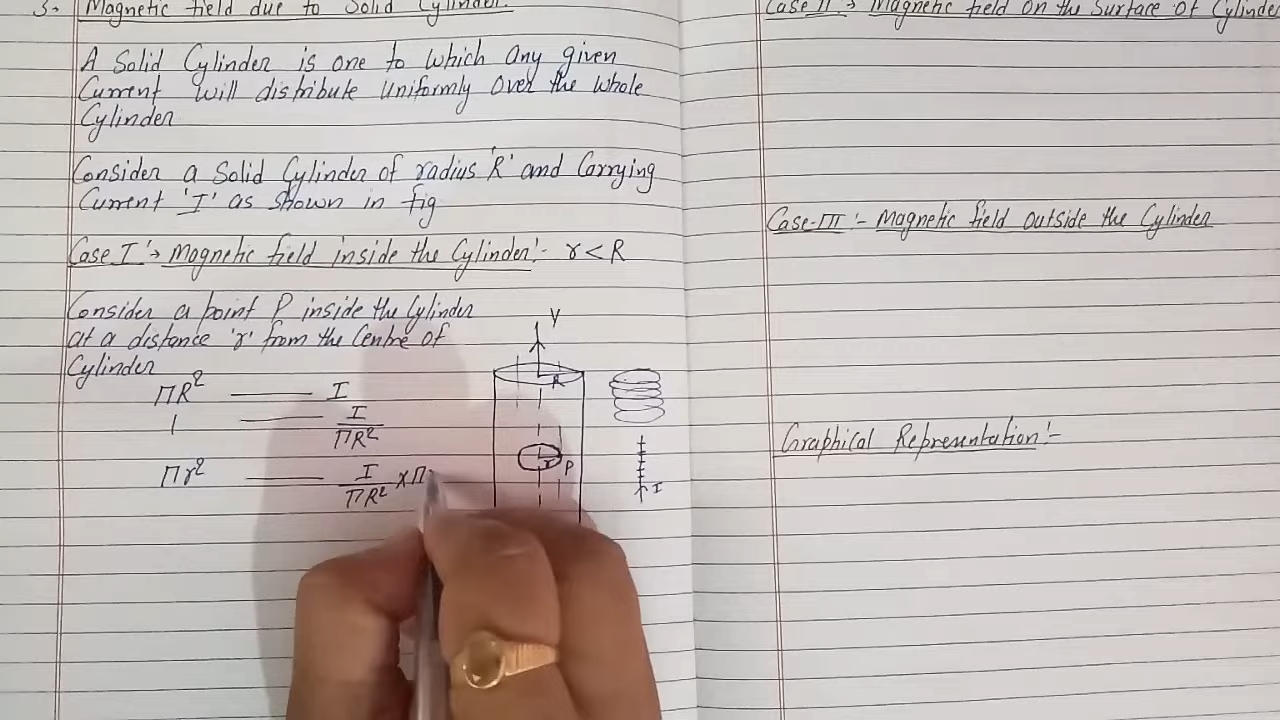 3. Magnetic field due to Solid Cylinder.
A Solid Cylinder is one to which any given
Current will distribute Uniformly Over the Whole
Cylinder
Consider a Solid Cylinder of radius 'R' and Carrying
Current 'I' as shown in fig
Case I :→ Magnetic field inside the Cylinder:- r < R
Consider a point P inside the Cylinder
at a distance 'r' from the Centre of
Cylinder
ΠR² —— I
1 —— I/ΠR²
Πr² —— I/ΠR² × Π
Y
R
r P
I
Case II :→ Magnetic field on the Surface of Cylinde
Case-III :- Magnetic field outside the Cylinder
Graphical Representation:-